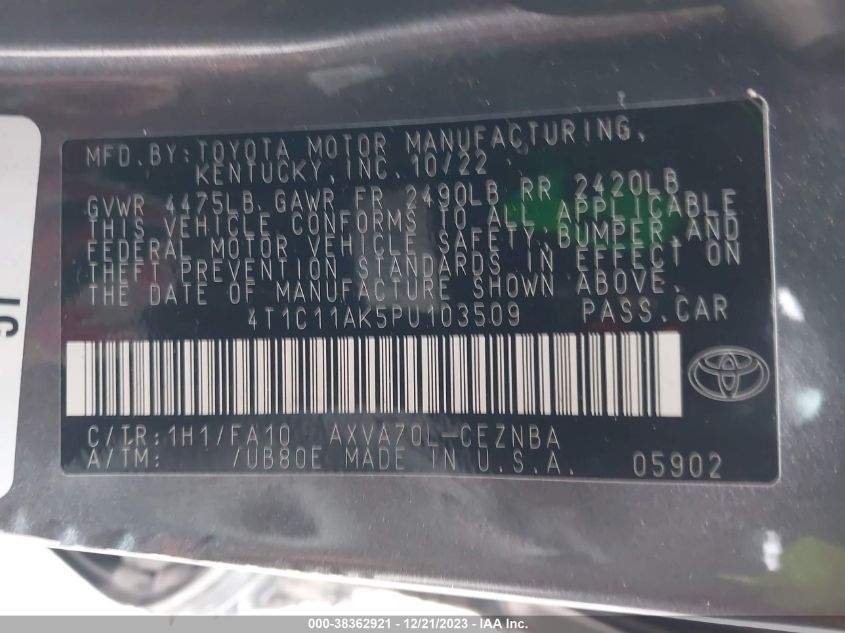 MFD.BY:TOYOTA MOTOR MANUFACTURING,
KENTUCKY,INC.10/22
GVWR 4475LB.GAWR FR 2490LB RR 2420LB
THIS VEHICLE CONFORMS TO ALL APPLICABLE
FEDERAL MOTOR VEHICLE SAFETY,BUMPER,AND
THEFT PREVENTION STANDARDS IN EFFECT ON
THE DATE OF MANUFACTURE SHOWN ABOVE.
4T1C11AK5PU103509 PASS.CAR
C/TR:1H1/FA10 AXVA70L-CEZNBA
A/TM: /UB80E MADE IN U.S.A. 05902
000-38362921 - 12/21/2023 - IAA Inc.